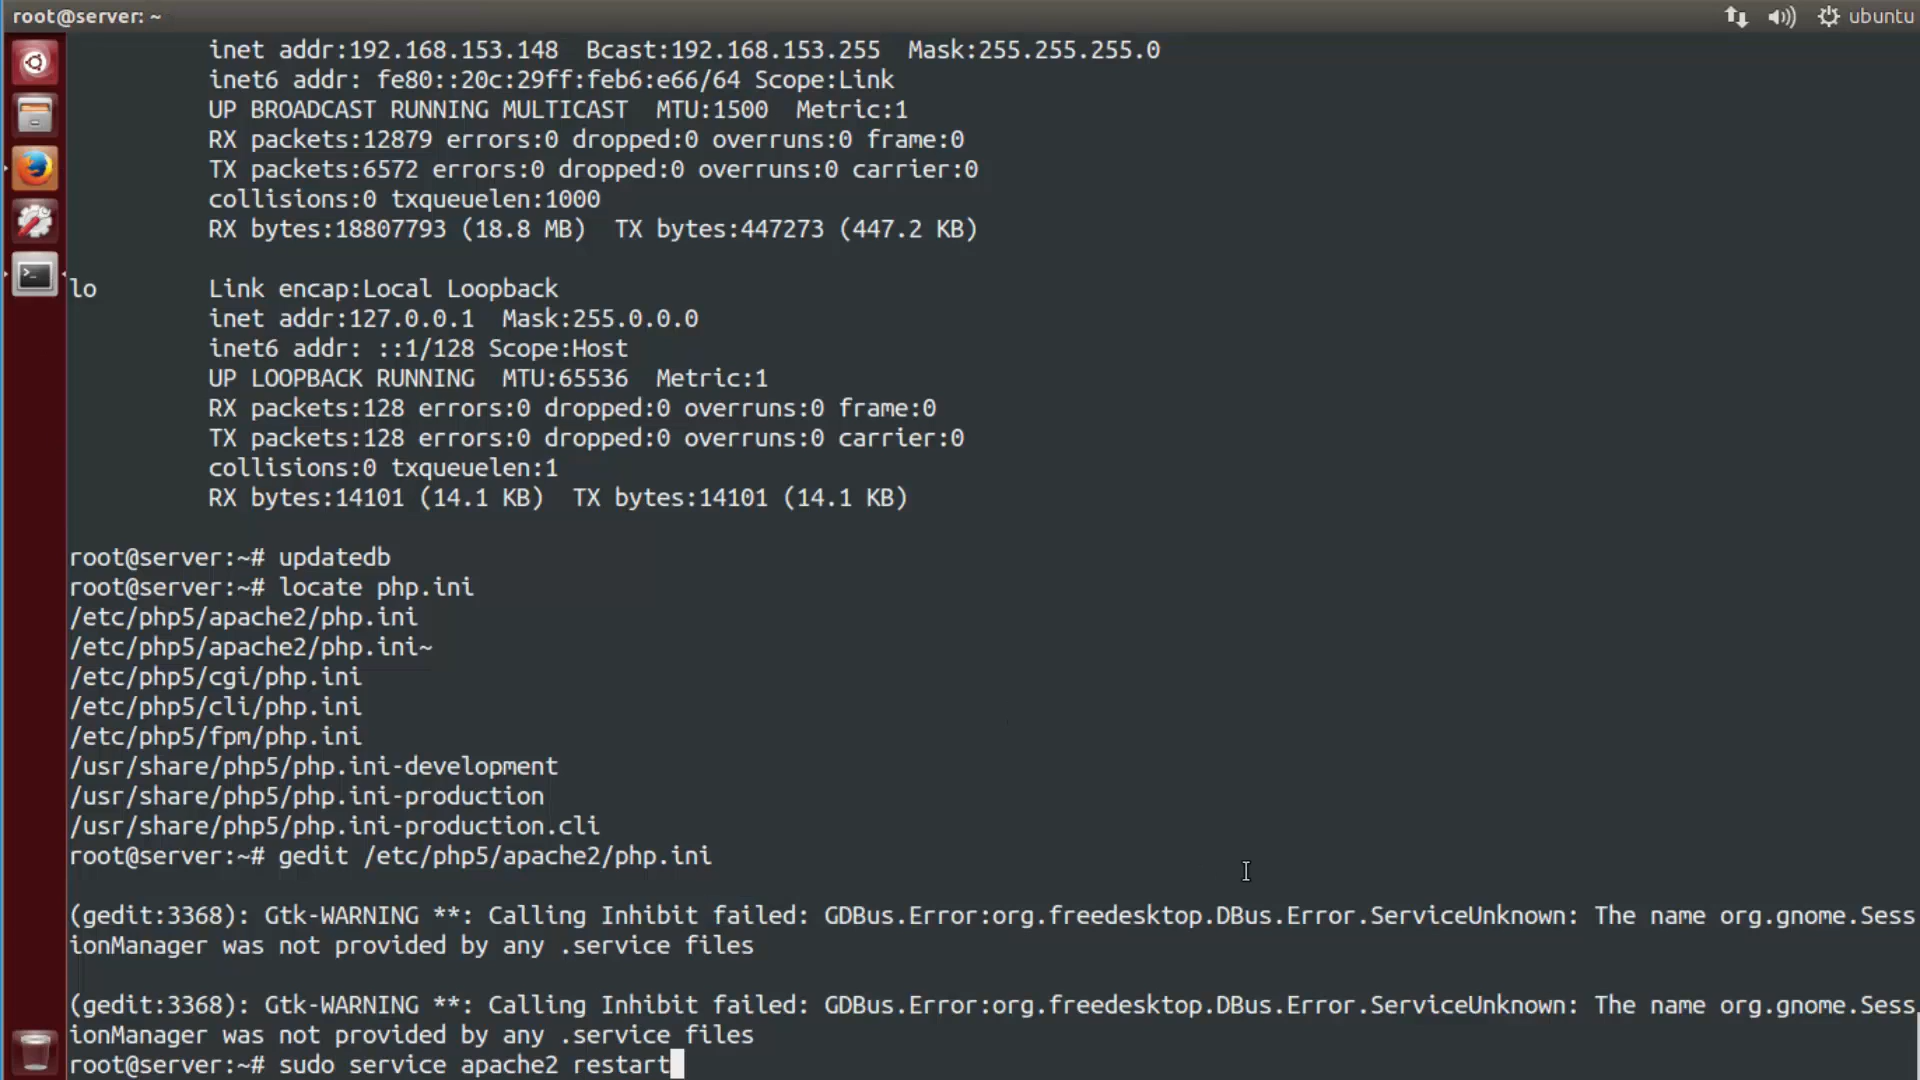 root@server: ~
ubuntu
inet addr:192.168.153.148  Bcast:192.168.153.255  Mask:255.255.255.0
inet6 addr: fe80::20c:29ff:feb6:e66/64 Scope:Link
UP BROADCAST RUNNING MULTICAST  MTU:1500  Metric:1
RX packets:12879 errors:0 dropped:0 overruns:0 frame:0
TX packets:6572 errors:0 dropped:0 overruns:0 carrier:0
collisions:0 txqueuelen:1000
RX bytes:18807793 (18.8 MB)  TX bytes:447273 (447.2 KB)
lo        Link encap:Local Loopback
inet addr:127.0.0.1  Mask:255.0.0.0
inet6 addr: ::1/128 Scope:Host
UP LOOPBACK RUNNING  MTU:65536  Metric:1
RX packets:128 errors:0 dropped:0 overruns:0 frame:0
TX packets:128 errors:0 dropped:0 overruns:0 carrier:0
collisions:0 txqueuelen:1
RX bytes:14101 (14.1 KB)  TX bytes:14101 (14.1 KB)
root@server:~# updatedb
root@server:~# locate php.ini
/etc/php5/apache2/php.ini
/etc/php5/apache2/php.ini~
/etc/php5/cgi/php.ini
/etc/php5/cli/php.ini
/etc/php5/fpm/php.ini
/usr/share/php5/php.ini-development
/usr/share/php5/php.ini-production
/usr/share/php5/php.ini-production.cli
root@server:~# gedit /etc/php5/apache2/php.ini
(gedit:3368): Gtk-WARNING **: Calling Inhibit failed: GDBus.Error:org.freedesktop.DBus.Error.ServiceUnknown: The name org.gnome.Sess
ionManager was not provided by any .service files
(gedit:3368): Gtk-WARNING **: Calling Inhibit failed: GDBus.Error:org.freedesktop.DBus.Error.ServiceUnknown: The name org.gnome.Sess
ionManager was not provided by any .service files
root@server:~# sudo service apache2 restart